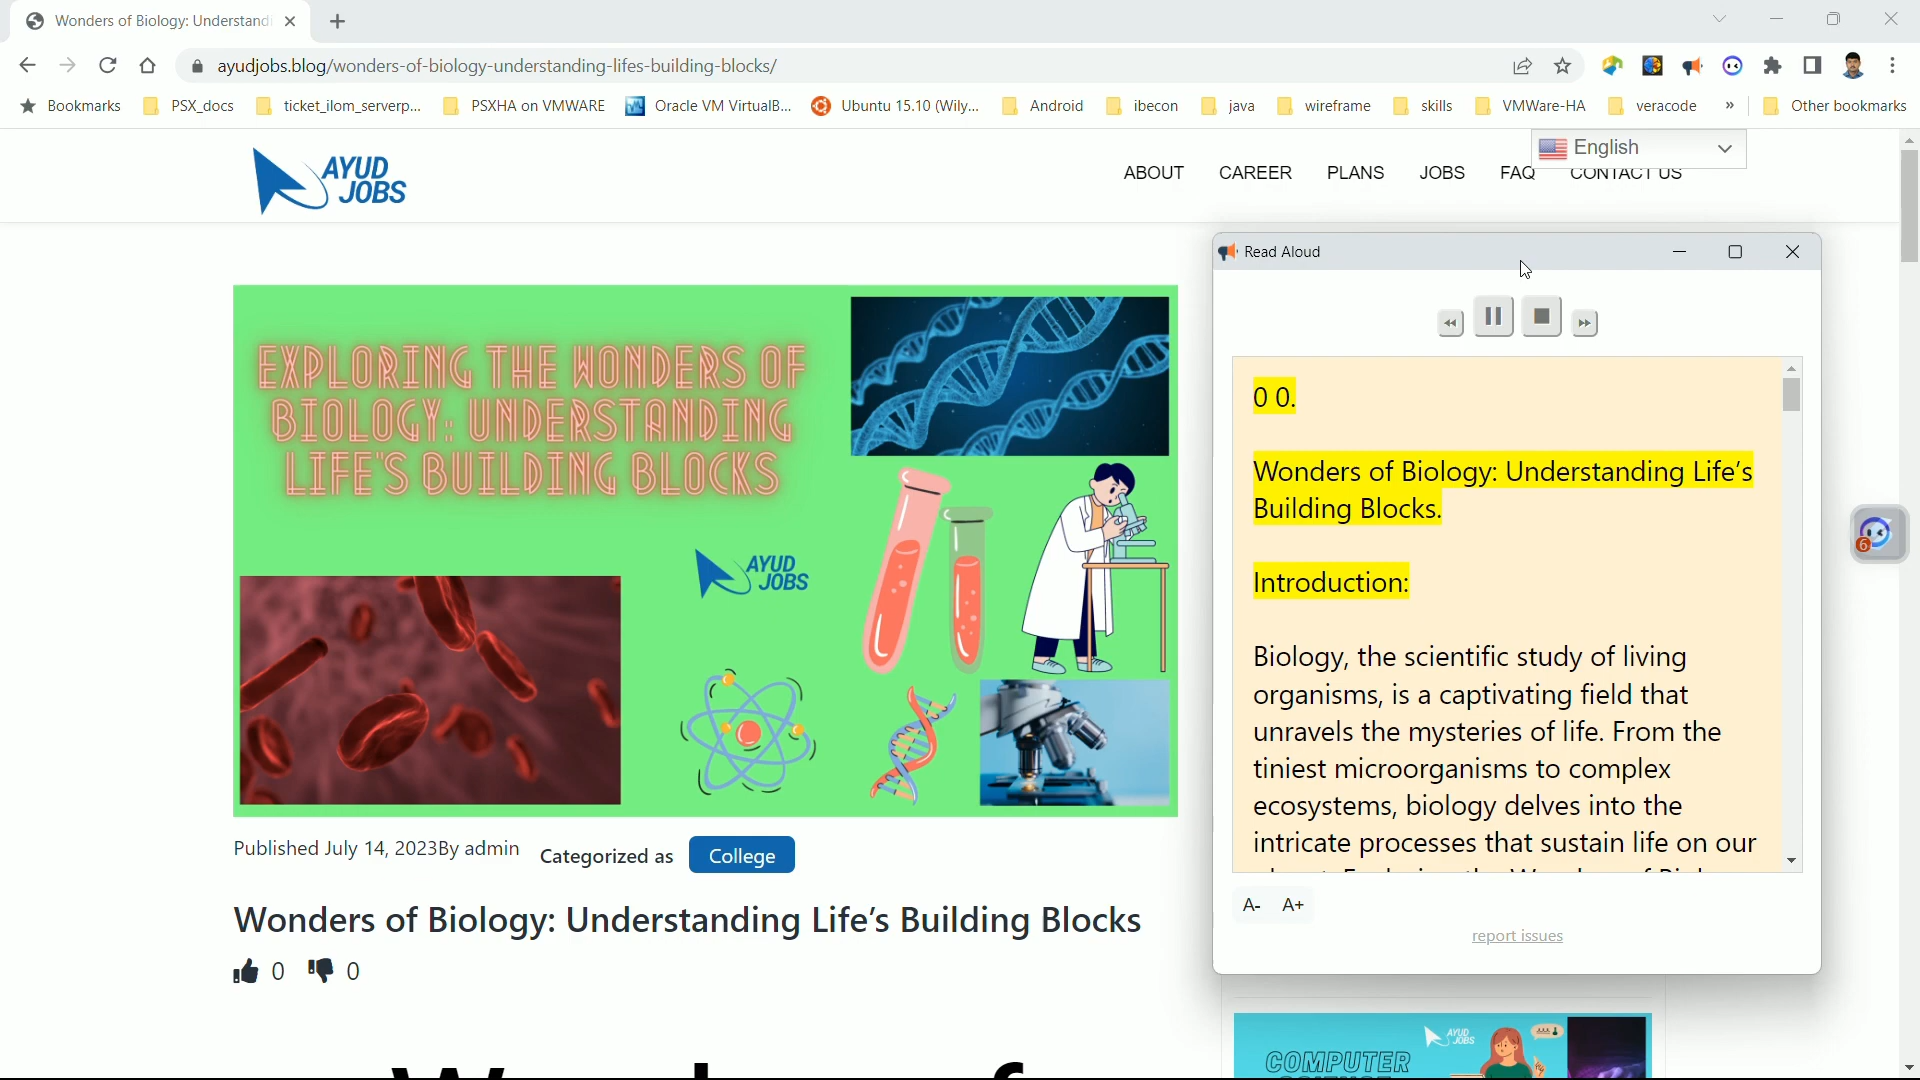 Wonders of Biology: Understandi
ayudjobs.blog/wonders-of-biology-understanding-lifes-building-blocks/
Bookmarks PSX_docs ticket_ilom_serverp... PSXHA on VMWARE Oracle VM VirtualB... Ubuntu 15.10 (Wily... Android ibecon java wireframe skills VMWare-HA veracode » Other bookmarks
English
AYUD
JOBS
ABOUT CAREER PLANS JOBS FAQ CONTACT US
Read Aloud
EXPLORING THE WONDERS OF
BIOLOGY: UNDERSTANDING
LIFE'S BUILDING BLOCKS
AYUD
JOBS
0 0.
Wonders of Biology: Understanding Life's
Building Blocks.
Introduction:
Biology, the scientific study of living
organisms, is a captivating field that
unravels the mysteries of life. From the
tiniest microorganisms to complex
ecosystems, biology delves into the
intricate processes that sustain life on our
A- A+
report issues
6
Published July 14, 2023By admin Categorized as College
Wonders of Biology: Understanding Life's Building Blocks
0 0
AYUD
JOBS
COMPUTER